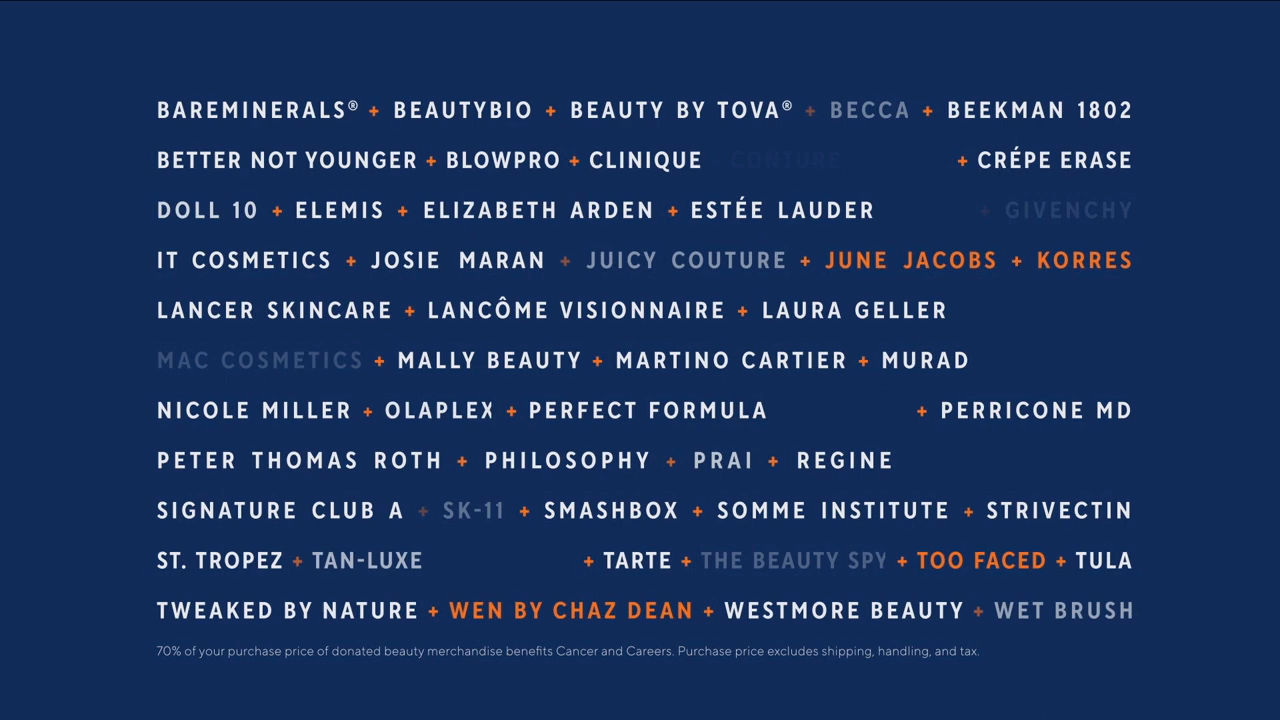 BAREMINERALS® + BEAUTYBIO + BEAUTY BY TOVA® + BECCA + BEEKMAN 1802
BETTER NOT YOUNGER + BLOWPRO + CLINIQUE + CONTURE + CRÉPE ERASE
DOLL 10 + ELEMIS + ELIZABETH ARDEN + ESTÉE LAUDER + GIVENCHY
IT COSMETICS + JOSIE MARAN + JUICY COUTURE + JUNE JACOBS + KORRES
LANCER SKINCARE + LANCÔME VISIONNAIRE + LAURA GELLER
MAC COSMETICS + MALLY BEAUTY + MARTINO CARTIER + MURAD
NICOLE MILLER + OLAPLEX + PERFECT FORMULA + PERRICONE MD
PETER THOMAS ROTH + PHILOSOPHY + PRAI + REGINE
SIGNATURE CLUB A + SK-11 + SMASHBOX + SOMME INSTITUTE + STRIVECTIN
ST. TROPEZ + TAN-LUXE + TARTE + THE BEAUTY SPY + TOO FACED + TULA
TWEAKED BY NATURE + WEN BY CHAZ DEAN + WESTMORE BEAUTY + WET BRUSH
70% of your purchase price of donated beauty merchandise benefits Cancer and Careers. Purchase price excludes shipping, handling, and tax.